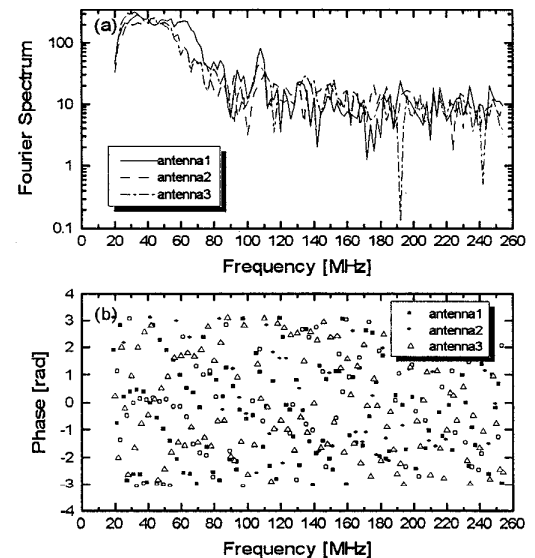 (a)
100
10
1
0.1
Fourier Spectrum
antenna1
antenna2
antenna3
0 20 40 60 80 100 120 140 160 180 200 220 240 260
Frequency [MHz]
(b)
4
3
2
1
0
-1
-2
-3
-4
Phase [rad]
antenna1
antenna2
antenna3
0 20 40 60 80 100 120 140 160 180 200 220 240 260
Frequency [MHz]